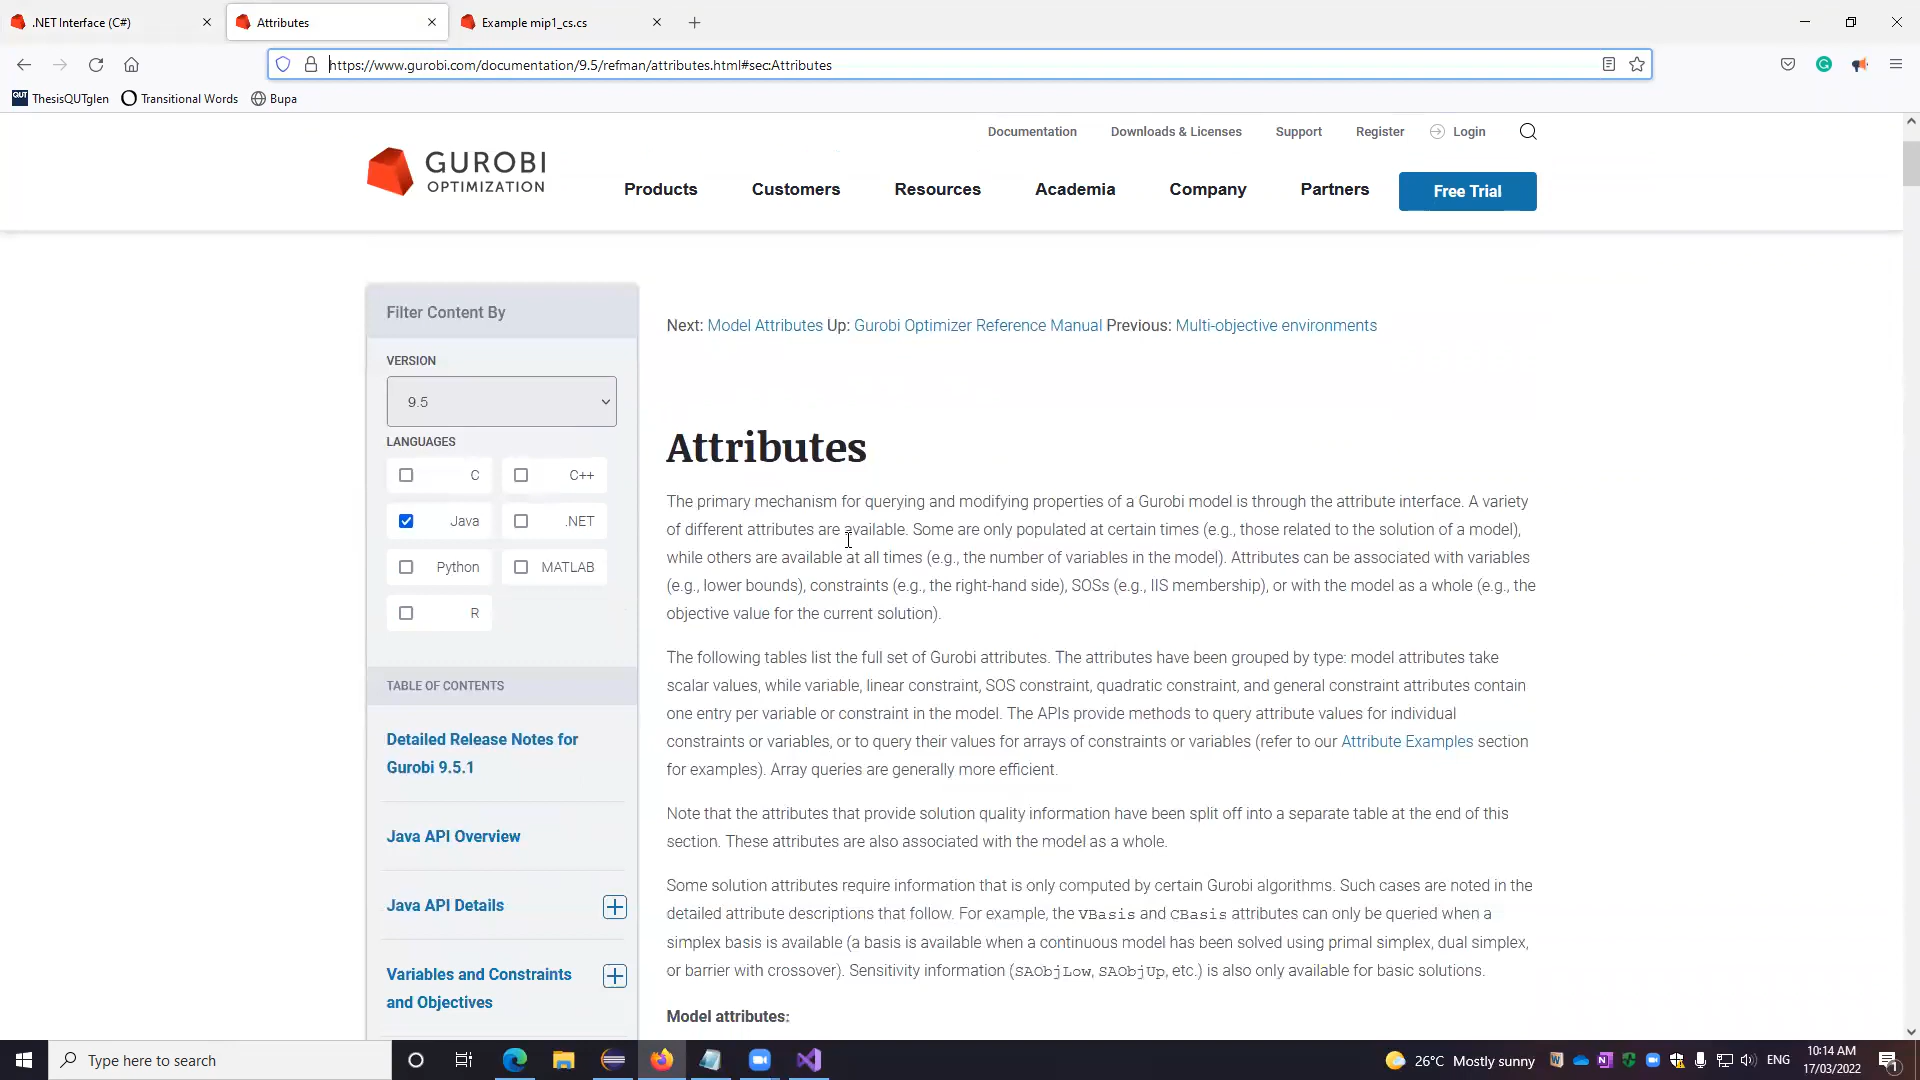 .NET Interface (C#)
Attributes
Example mip1_cs.cs
https://www.gurobi.com/documentation/9.5/refman/attributes.html#sec:Attributes
QUT ThesisQUTglen
Transitional Words
Bupa
Documentation
Downloads & Licenses
Support
Register
Login
GUROBI
OPTIMIZATION
Products
Customers
Resources
Academia
Company
Partners
Free Trial
Filter Content By
VERSION
9.5
LANGUAGES
C
C++
Java
.NET
Python
MATLAB
R
TABLE OF CONTENTS
Detailed Release Notes for
Gurobi 9.5.1
Java API Overview
Java API Details
Variables and Constraints
and Objectives
Next: Model Attributes Up: Gurobi Optimizer Reference Manual Previous: Multi-objective environments
Attributes
The primary mechanism for querying and modifying properties of a Gurobi model is through the attribute interface. A variety
of different attributes are available. Some are only populated at certain times (e.g., those related to the solution of a model),
while others are available at all times (e.g., the number of variables in the model). Attributes can be associated with variables
(e.g., lower bounds), constraints (e.g., the right-hand side), SOSs (e.g., IIS membership), or with the model as a whole (e.g., the
objective value for the current solution).
The following tables list the full set of Gurobi attributes. The attributes have been grouped by type: model attributes take
scalar values, while variable, linear constraint, SOS constraint, quadratic constraint, and general constraint attributes contain
one entry per variable or constraint in the model. The APIs provide methods to query attribute values for individual
constraints or variables, or to query their values for arrays of constraints or variables (refer to our Attribute Examples section
for examples). Array queries are generally more efficient.
Note that the attributes that provide solution quality information have been split off into a separate table at the end of this
section. These attributes are also associated with the model as a whole.
Some solution attributes require information that is only computed by certain Gurobi algorithms. Such cases are noted in the
detailed attribute descriptions that follow. For example, the VBasis and CBasis attributes can only be queried when a
simplex basis is available (a basis is available when a continuous model has been solved using primal simplex, dual simplex,
or barrier with crossover). Sensitivity information (SAObjLow, SAObjUp, etc.) is also only available for basic solutions.
Model attributes:
Type here to search
26°C Mostly sunny
ENG
10:14 AM
17/03/2022
1